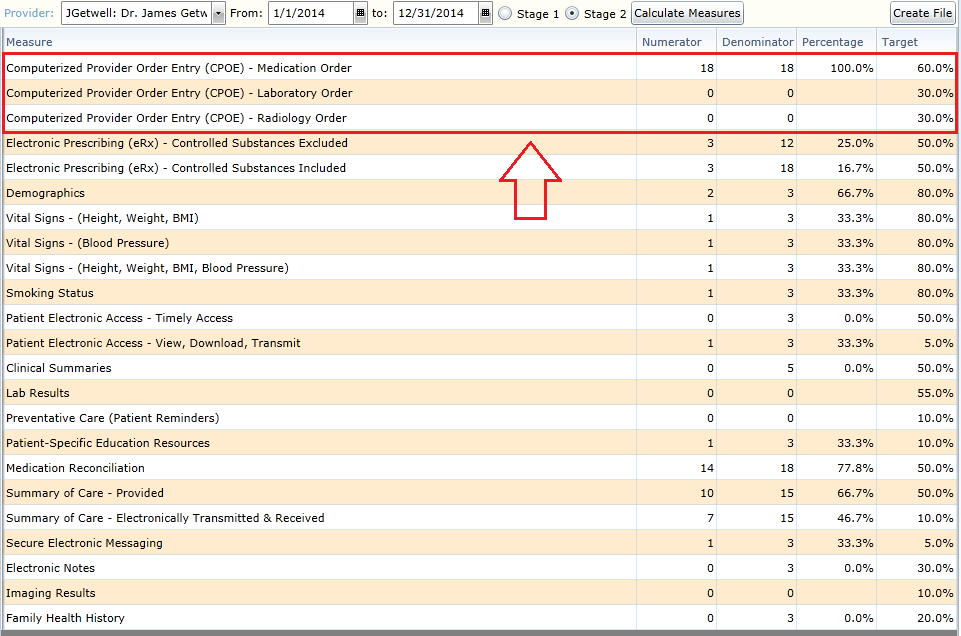 Provider: JGetwell: Dr. James Getw From: 1/1/2014 to: 12/31/2014 Stage 1 Stage 2 Calculate Measures Create File
Measure Numerator Denominator Percentage Target
Computerized Provider Order Entry (CPOE) - Medication Order 18 18 100.0% 60.0%
Computerized Provider Order Entry (CPOE) - Laboratory Order 0 0 30.0%
Computerized Provider Order Entry (CPOE) - Radiology Order 0 0 30.0%
Electronic Prescribing (eRx) - Controlled Substances Excluded 3 12 25.0% 50.0%
Electronic Prescribing (eRx) - Controlled Substances Included 3 18 16.7% 50.0%
Demographics 2 3 66.7% 80.0%
Vital Signs - (Height, Weight, BMI) 1 3 33.3% 80.0%
Vital Signs - (Blood Pressure) 1 3 33.3% 80.0%
Vital Signs - (Height, Weight, BMI, Blood Pressure) 1 3 33.3% 80.0%
Smoking Status 1 3 33.3% 80.0%
Patient Electronic Access - Timely Access 0 3 0.0% 50.0%
Patient Electronic Access - View, Download, Transmit 1 3 33.3% 5.0%
Clinical Summaries 0 5 0.0% 50.0%
Lab Results 0 0 55.0%
Preventative Care (Patient Reminders) 0 0 10.0%
Patient-Specific Education Resources 1 3 33.3% 10.0%
Medication Reconciliation 14 18 77.8% 50.0%
Summary of Care - Provided 10 15 66.7% 50.0%
Summary of Care - Electronically Transmitted & Received 7 15 46.7% 10.0%
Secure Electronic Messaging 1 3 33.3% 5.0%
Electronic Notes 0 3 0.0% 30.0%
Imaging Results 0 0 10.0%
Family Health History 0 3 0.0% 20.0%